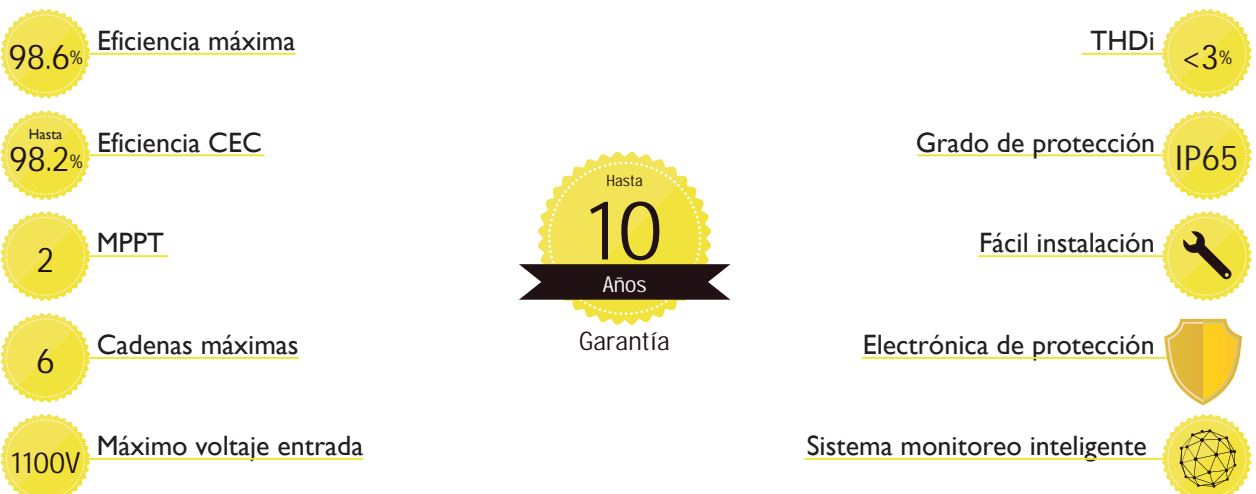 98.6%
Eficiencia máxima
Hasta
98.2%
Eficiencia CEC
2
MPPT
6
Cadenas máximas
1100V
Máximo voltaje entrada
Hasta
10
Años
Garantía
THDi
<3%
Grado de protección
IP65
Fácil instalación
Electrónica de protección
Sistema monitoreo inteligente